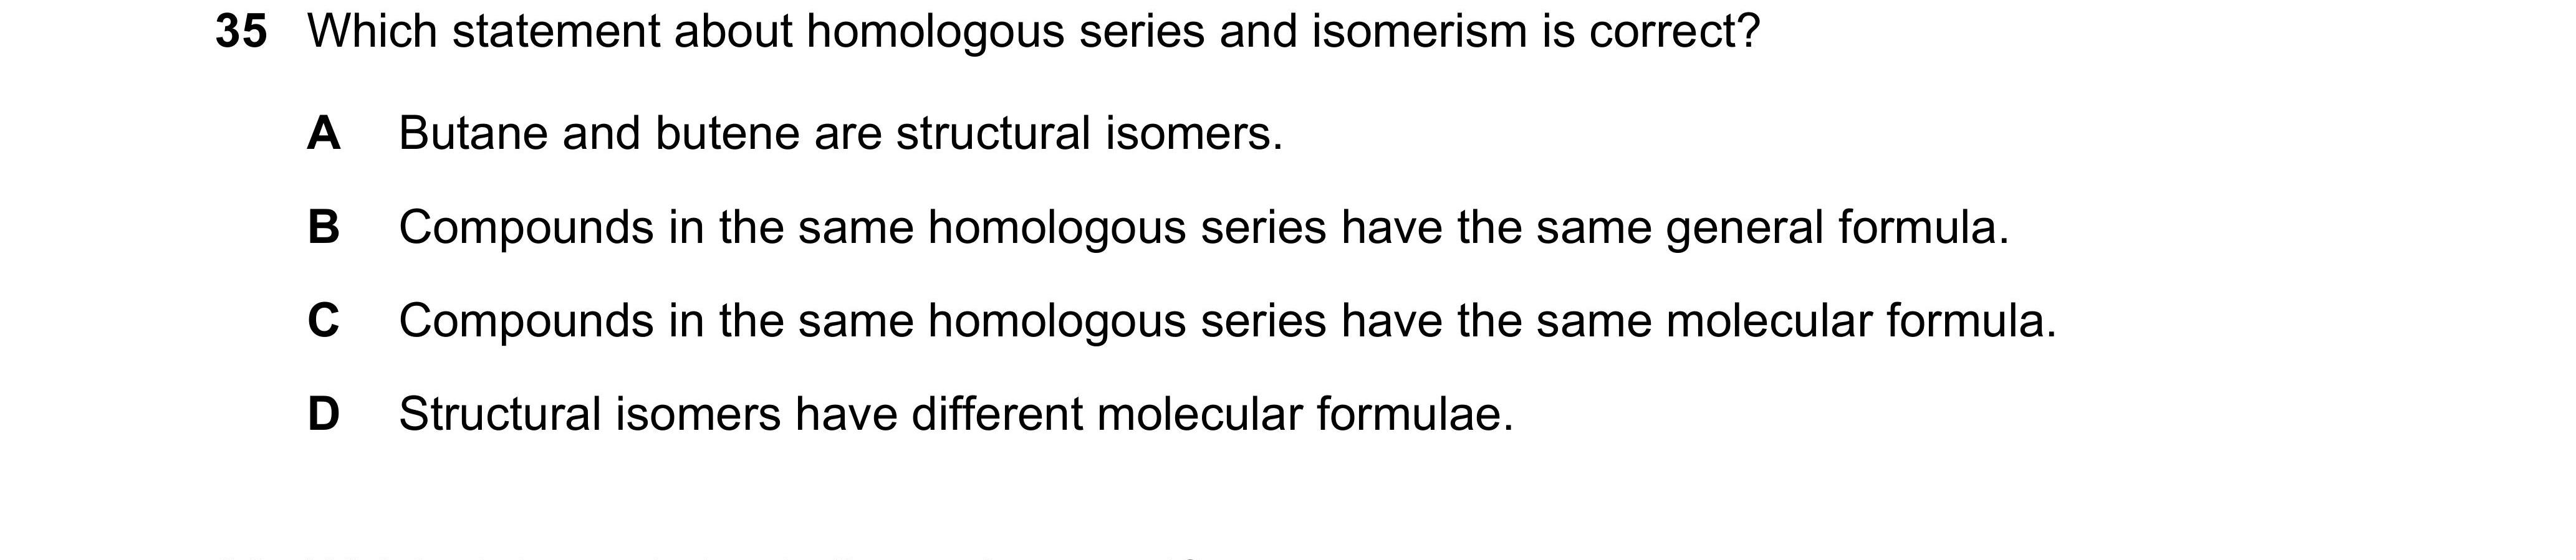 35 Which statement about homologous series and isomerism is correct?
A Butane and butene are structural isomers.
B Compounds in the same homologous series have the same general formula.
C Compounds in the same homologous series have the same molecular formula.
D Structural isomers have different molecular formulae.